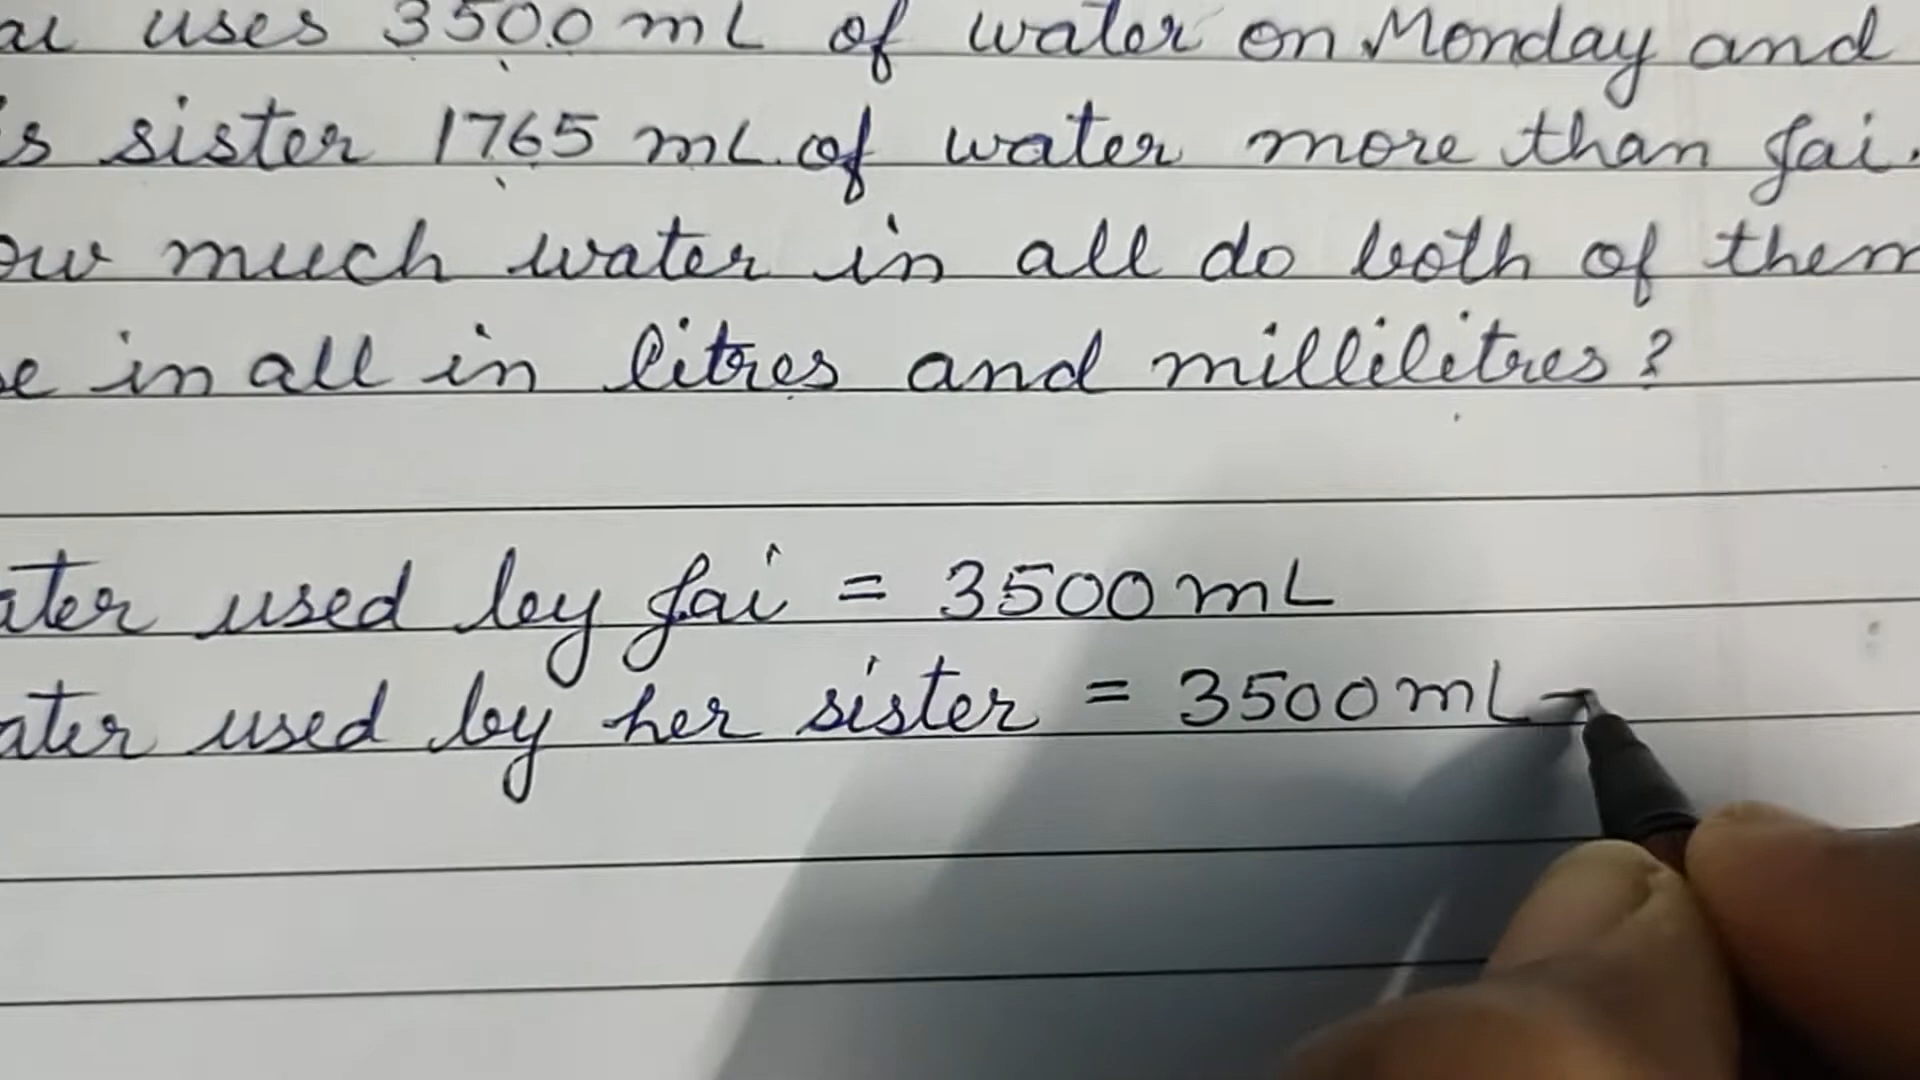 uses 3500 mL of water on Monday and
sister 1765 mL of water more than Jai.
much water in all do both of them
in all in litres and millilitres?
used by Jai = 3500 mL
used by her sister = 3500 mL